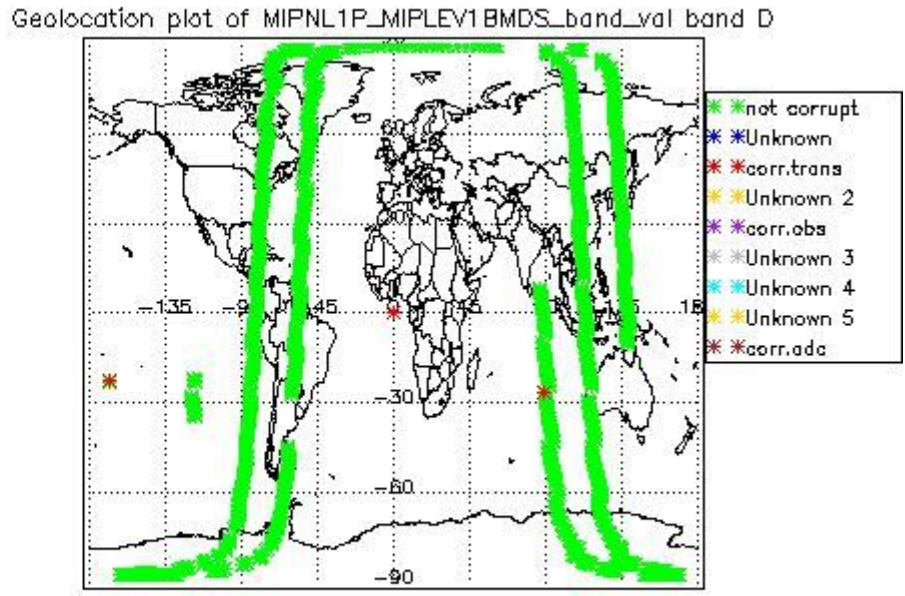 Geolocation plot of MIPNL1P_MIPLEV1BMDS_band_val band D
not corrupt
Unknown
corr.trans
Unknown 2
corr.obs
Unknown 3
Unknown 4
Unknown 5
corr.adc
-135
-45
-30
-60
-90